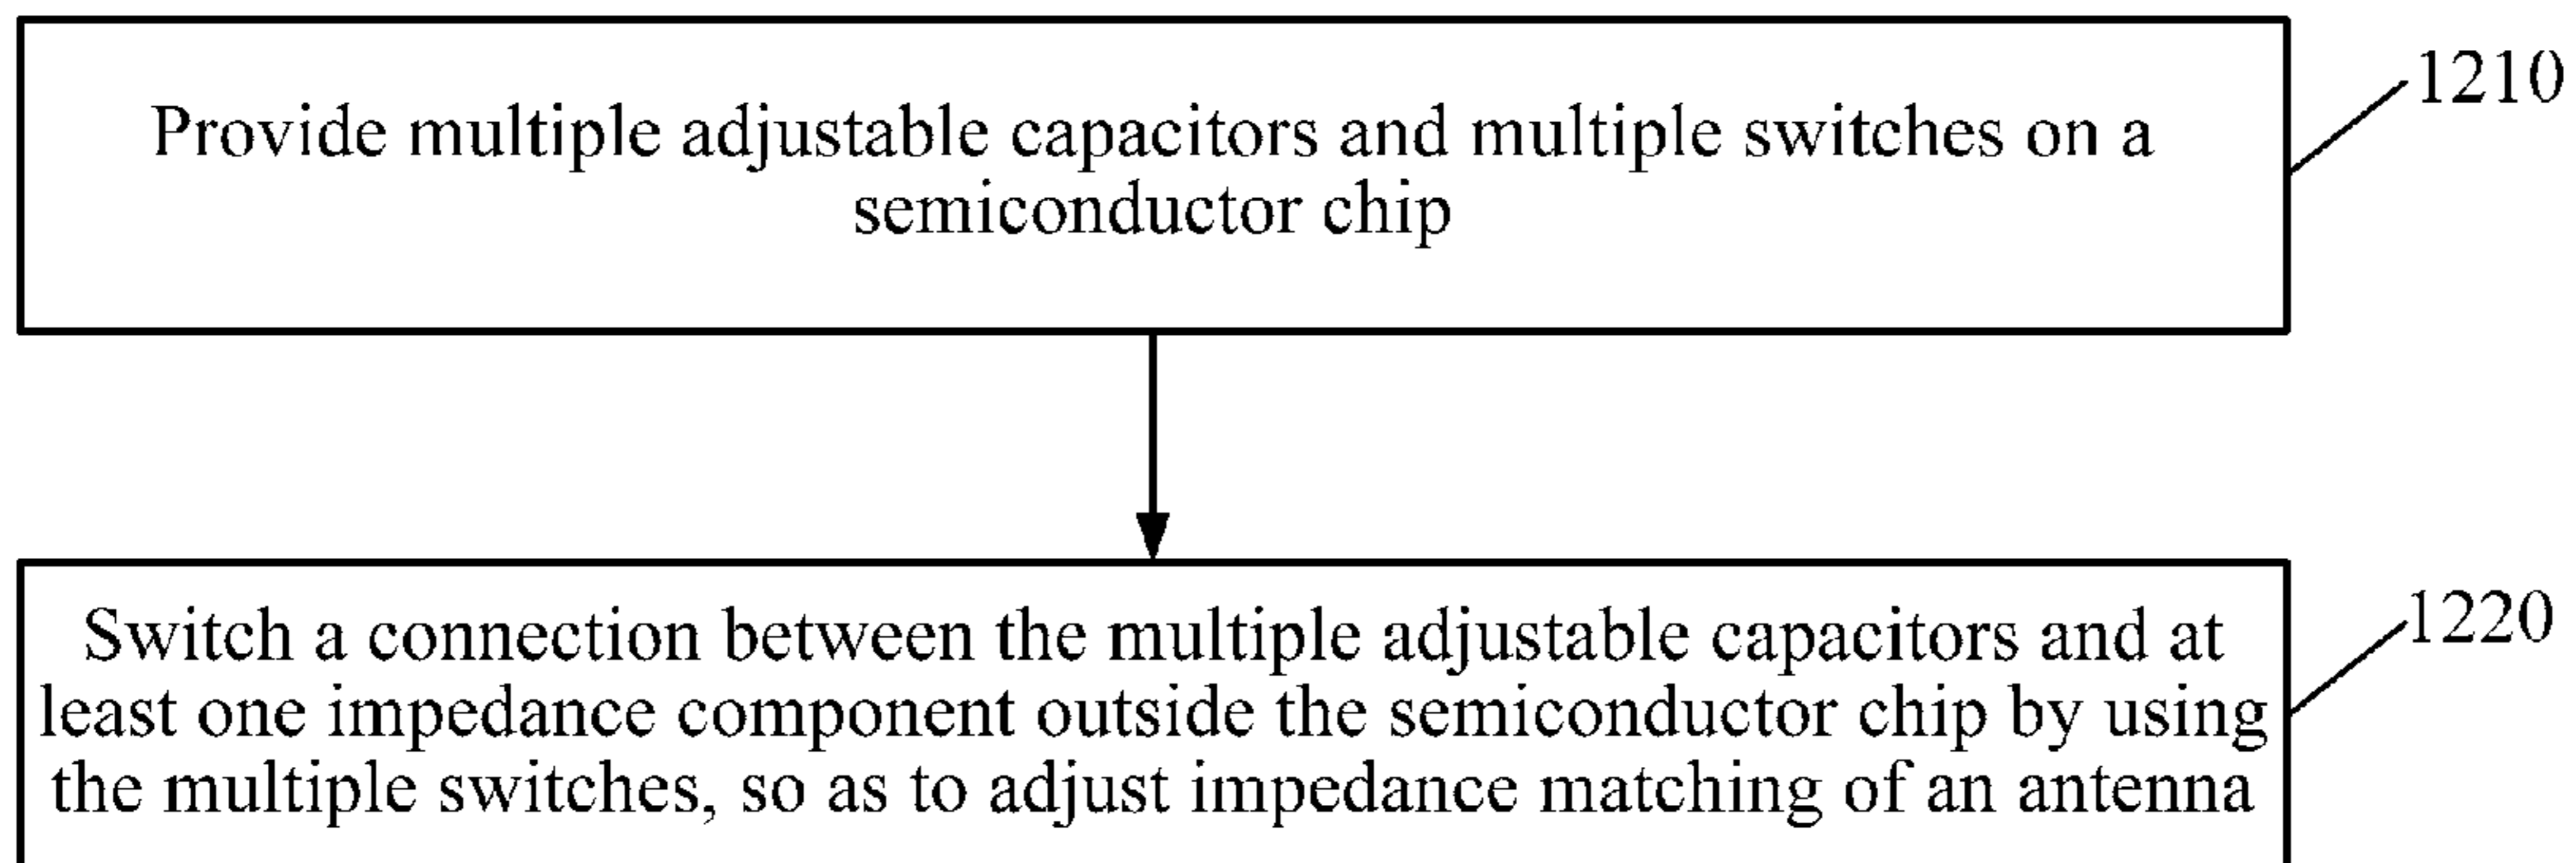 Provide multiple adjustable capacitors and multiple switches on a
semiconductor chip
1210
Switch a connection between the multiple adjustable capacitors and at
least one impedance component outside the semiconductor chip by using
the multiple switches, so as to adjust impedance matching of an antenna
1220